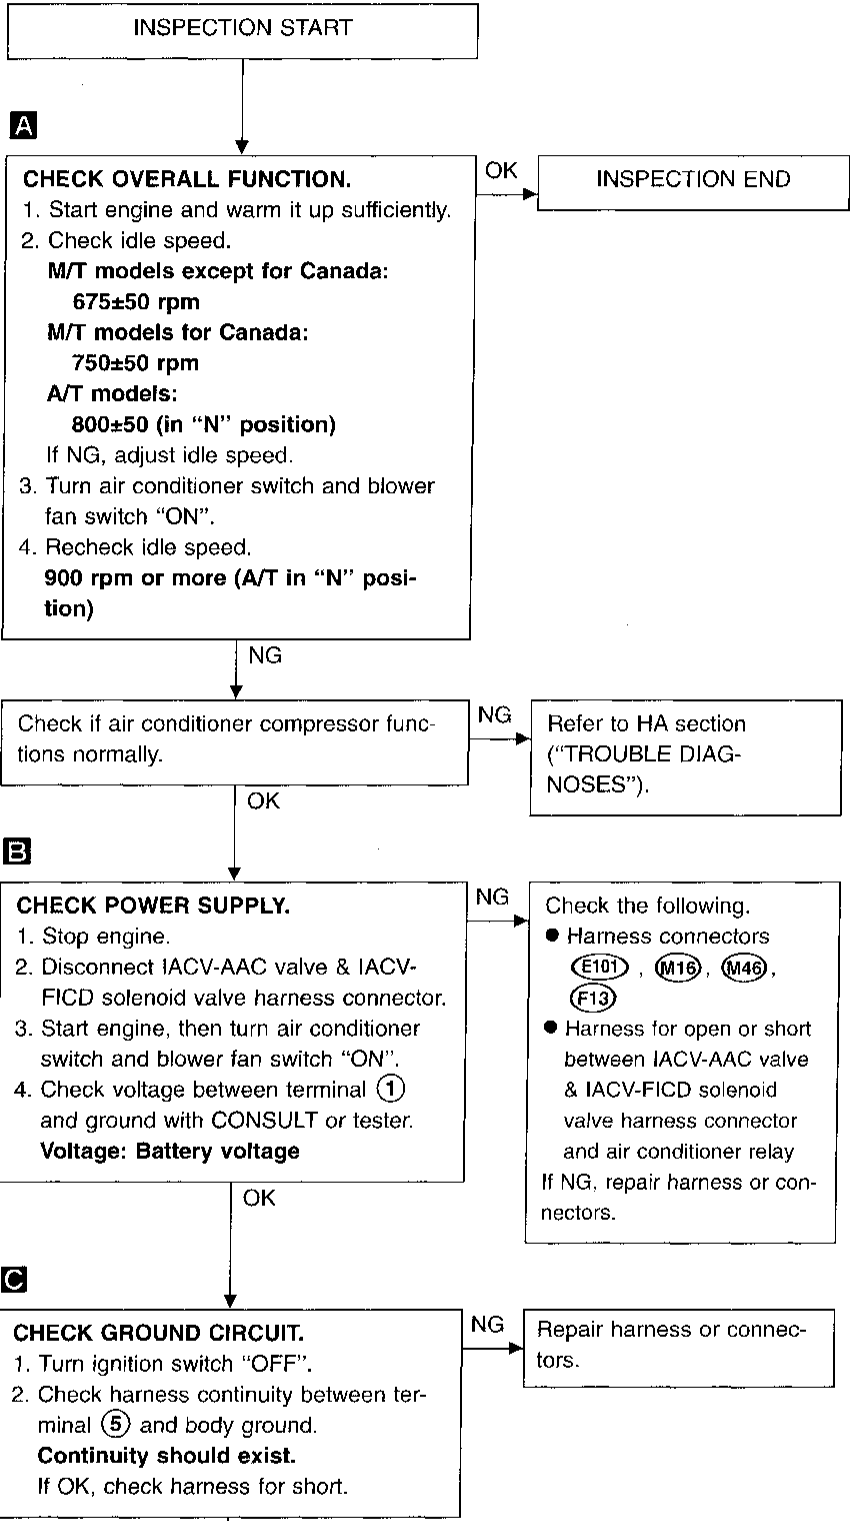 INSPECTION START
A
CHECK OVERALL FUNCTION.
1. Start engine and warm it up sufficiently.
2. Check idle speed.
M/T models except for Canada:
675±50 rpm
M/T models for Canada:
750±50 rpm
A/T models:
800±50 (in “N” position)
If NG, adjust idle speed.
3. Turn air conditioner switch and blower
fan switch “ON”.
4. Recheck idle speed.
900 rpm or more (A/T in “N” posi-
tion)
OK
INSPECTION END
NG
Check if air conditioner compressor func-
tions normally.
NG
Refer to HA section
(“TROUBLE DIAG-
NOSES”).
OK
B
CHECK POWER SUPPLY.
1. Stop engine.
2. Disconnect IACV-AAC valve & IACV-
FICD solenoid valve harness connector.
3. Start engine, then turn air conditioner
switch and blower fan switch “ON”.
4. Check voltage between terminal ①
and ground with CONSULT or tester.
Voltage: Battery voltage
NG
Check the following.
● Harness connectors
E101 , M16 , M46 ,
F13
● Harness for open or short
between IACV-AAC valve
& IACV-FICD solenoid
valve harness connector
and air conditioner relay
If NG, repair harness or con-
nectors.
OK
C
CHECK GROUND CIRCUIT.
1. Turn ignition switch “OFF”.
2. Check harness continuity between ter-
minal ⑤ and body ground.
Continuity should exist.
If OK, check harness for short.
NG
Repair harness or connec-
tors.